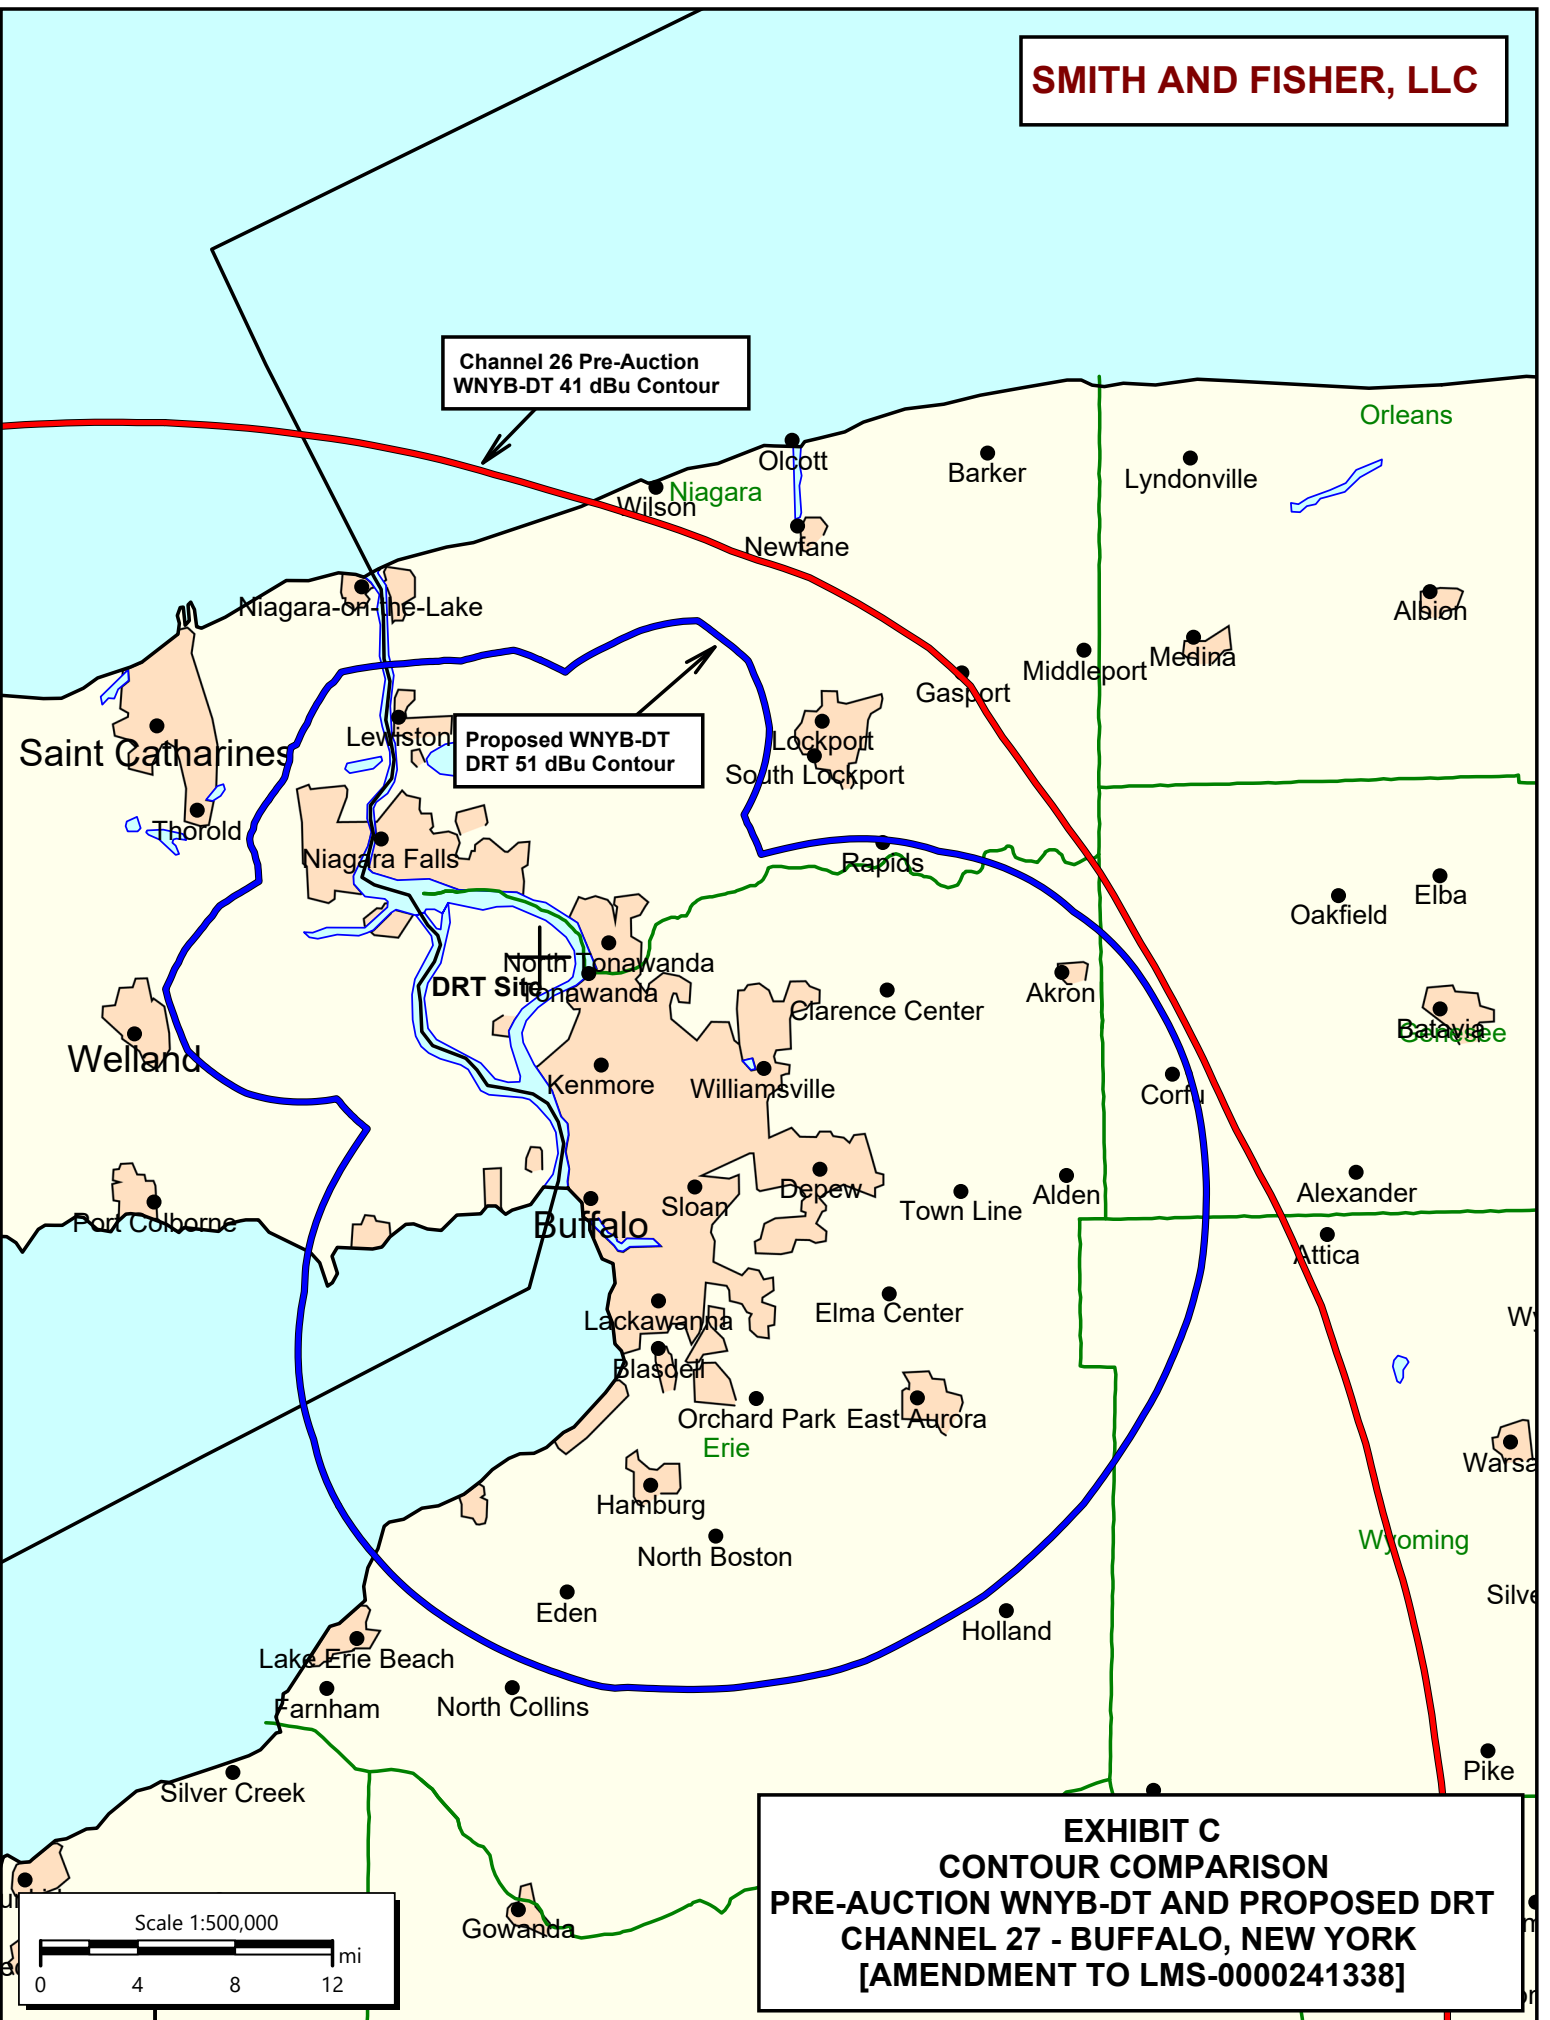 SMITH AND FISHER, LLC
Channel 26 Pre-Auction
WNYB-DT 41 dBu Contour
Orleans
Olcott
Barker
Lyndonville
Wilson
Niagara
Newfane
Niagara-on-the-Lake
Albion
Medina
Middleport
Gasport
Lewiston
Proposed WNYB-DT
DRT 51 dBu Contour
Lockport
South Lockport
Saint Catharines
Thorold
Niagara Falls
Rapids
Elba
Oakfield
North Tonawanda
DRT Site
Tonawanda
Clarence Center
Akron
Batavia
Genesee
Welland
Kenmore
Williamsville
Corfu
Depew
Sloan
Town Line
Alden
Alexander
Port Colborne
Buffalo
Attica
Elma Center
Wy
Lackawanna
Blasdell
Orchard Park
East Aurora
Erie
Warsa
Hamburg
North Boston
Wyoming
Eden
Silve
Holland
Lake Erie Beach
Farnham
North Collins
Pike
Silver Creek
Gowanda
EXHIBIT C
CONTOUR COMPARISON
PRE-AUCTION WNYB-DT AND PROPOSED DRT
CHANNEL 27 - BUFFALO, NEW YORK
[AMENDMENT TO LMS-0000241338]
Scale 1:500,000
mi
0 4 8 12